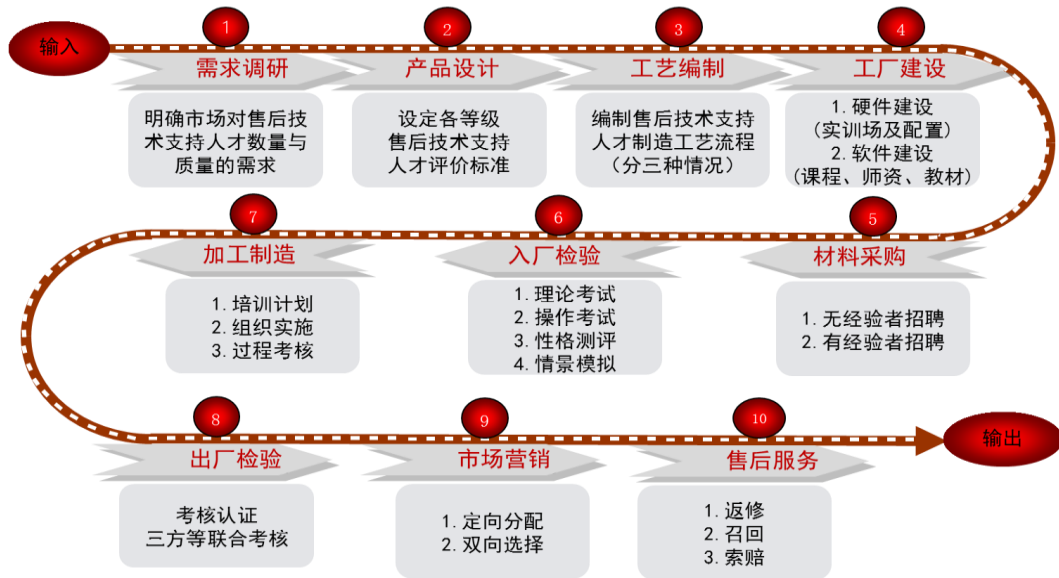 输入
1
需求调研
明确市场对售后技
术支持人才数量与
质量的需求
2
产品设计
设定各等级
售后技术支持
人才评价标准
3
工艺编制
编制售后技术支持
人才制造工艺流程
（分三种情况）
4
工厂建设
1. 硬件建设
(实训场及配置)
2. 软件建设
(课程、师资、教材)
5
材料采购
1. 无经验者招聘
2. 有经验者招聘
6
入厂检验
1. 理论考试
2. 操作考试
3. 性格测评
4. 情景模拟
7
加工制造
1. 培训计划
2. 组织实施
3. 过程考核
8
出厂检验
考核认证
三方等联合考核
9
市场营销
1. 定向分配
2. 双向选择
10
售后服务
1. 返修
2. 召回
3. 索赔
输出